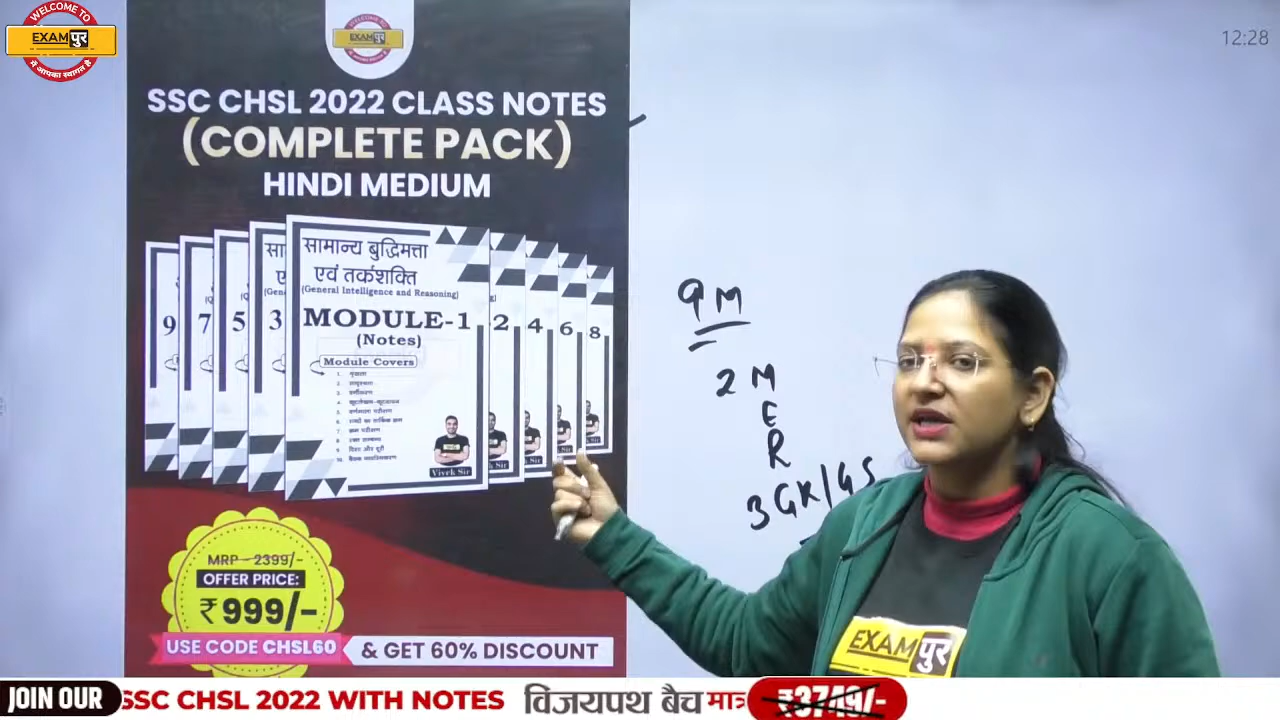 WELCOME TO
EXAMपुर
में आपका स्वागत है
12:28
EXAMपुर
SSC CHSL 2022 CLASS NOTES
(COMPLETE PACK)
HINDI MEDIUM
सामान्य बुद्धिमत्ता
एवं तर्कशक्ति
(General Intelligence and Reasoning)
MODULE-1
(Notes)
Module Covers
9 7 5 3 2 4 6 8
Vivek Sir
MRP - 2399/-
OFFER PRICE:
₹999/-
USE CODE CHSL60 & GET 60% DISCOUNT
9 M
2 M
E
R
3 GK/GS
EXAMपुर
JOIN OUR SSC CHSL 2022 WITH NOTES विजयपथ बैच मात्र ₹3749/-